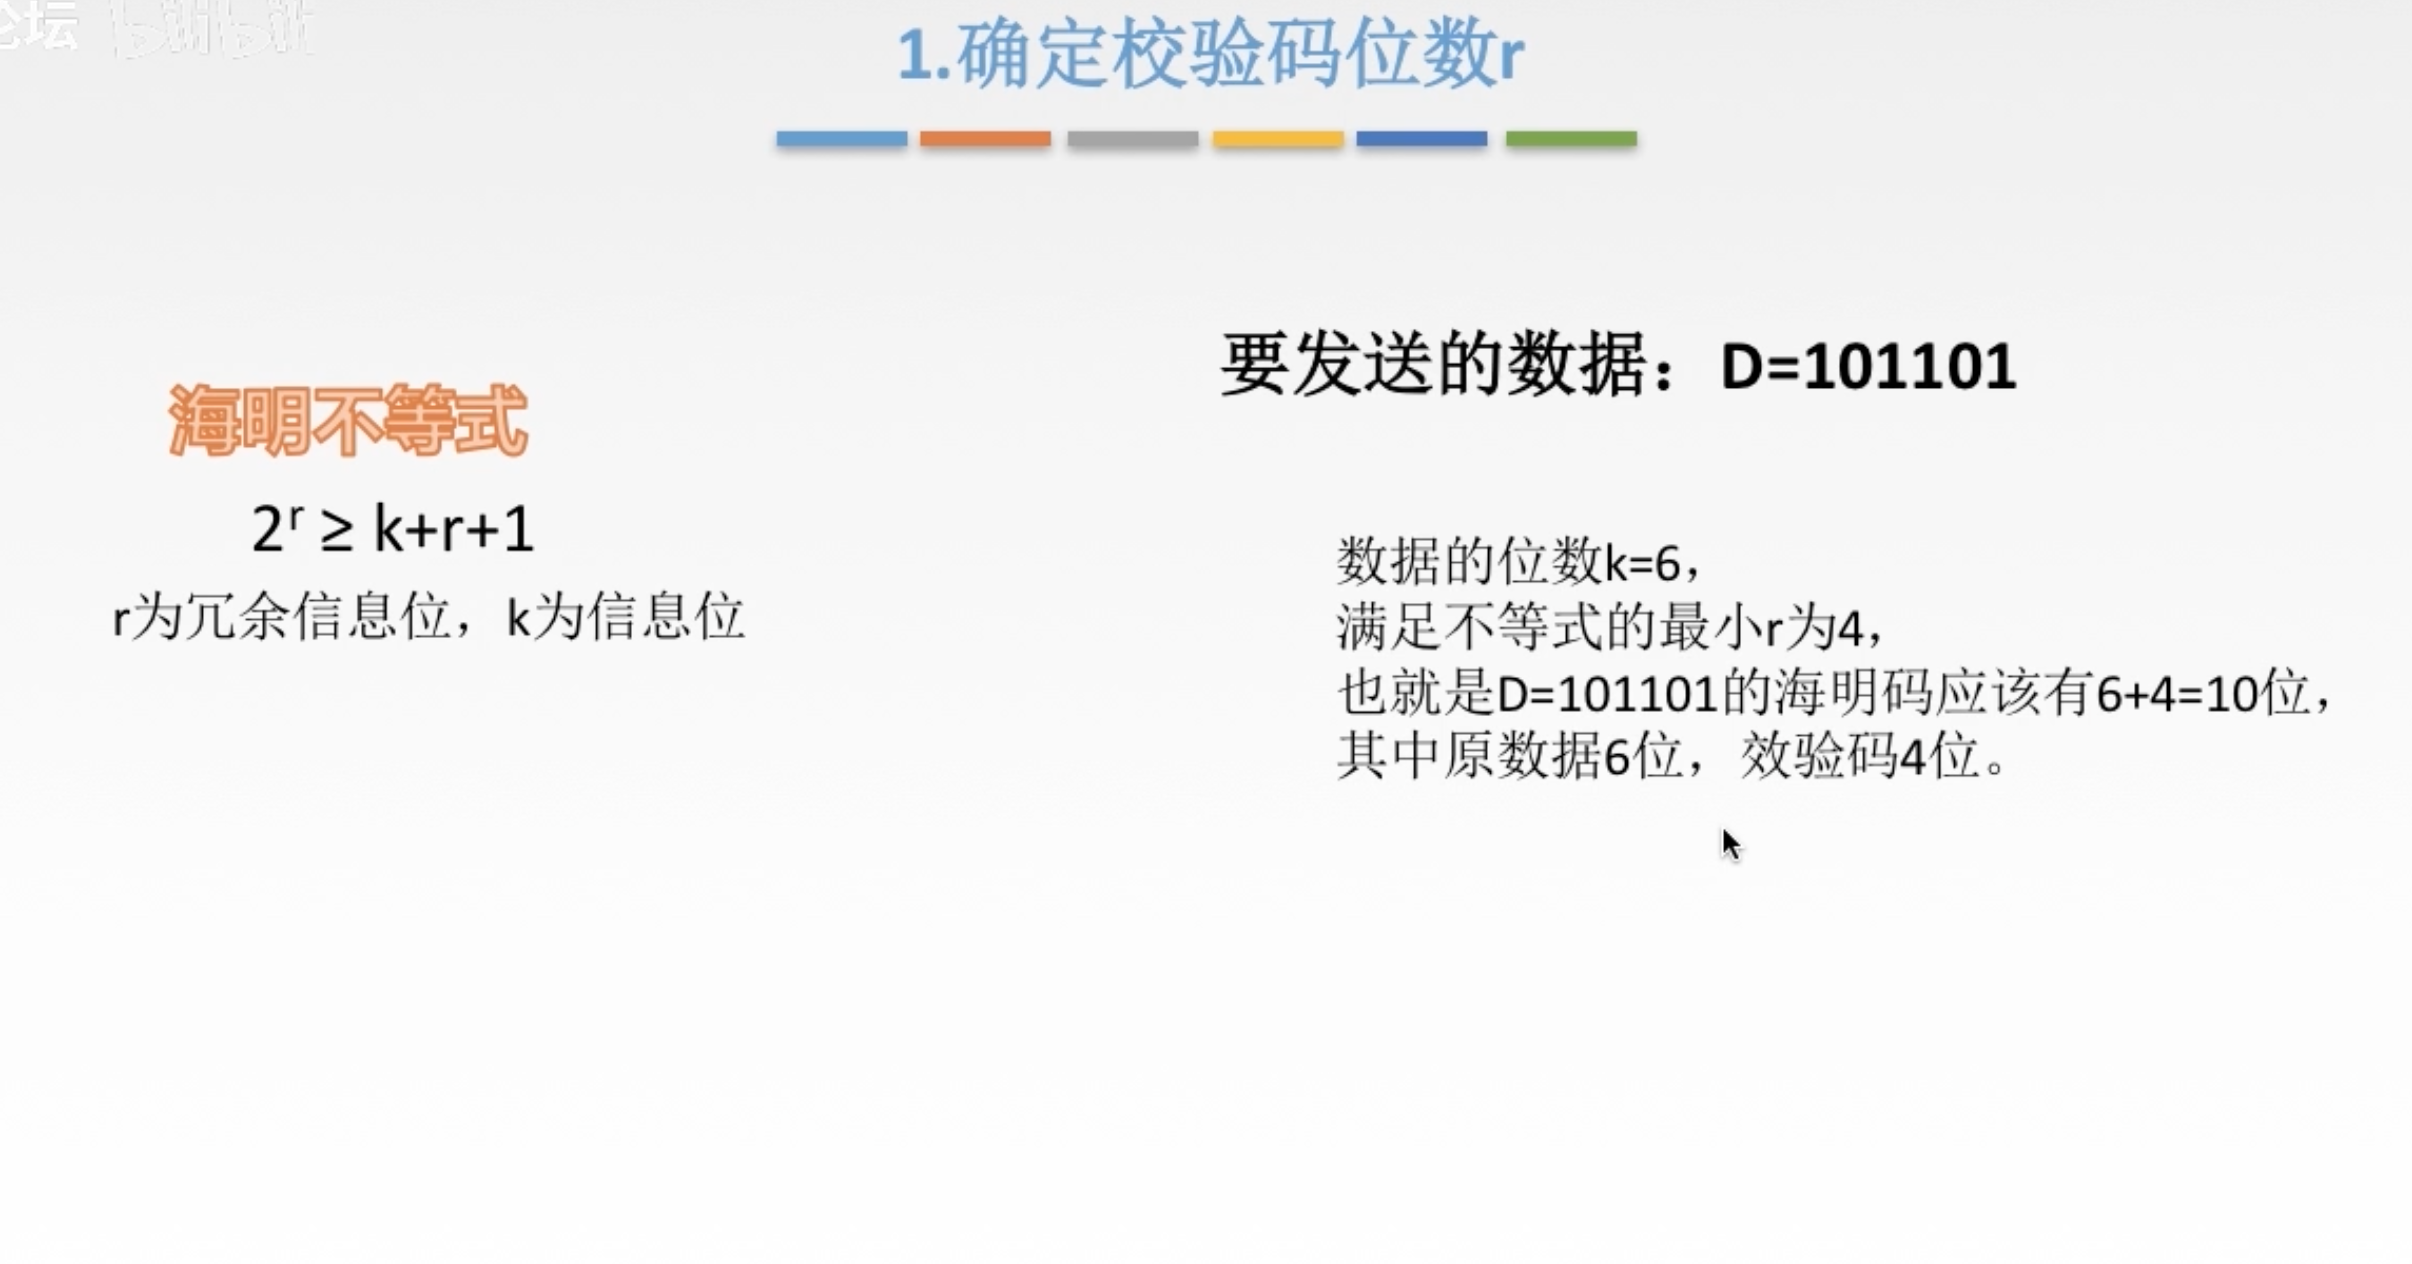 论坛 bilibili
1.确定校验码位数r
要发送的数据：D=101101
海明不等式
2ʳ ≥ k+r+1
r为冗余信息位，k为信息位
数据的位数k=6，
满足不等式的最小r为4，
也就是D=101101的海明码应该有6+4=10位，
其中原数据6位，效验码4位。